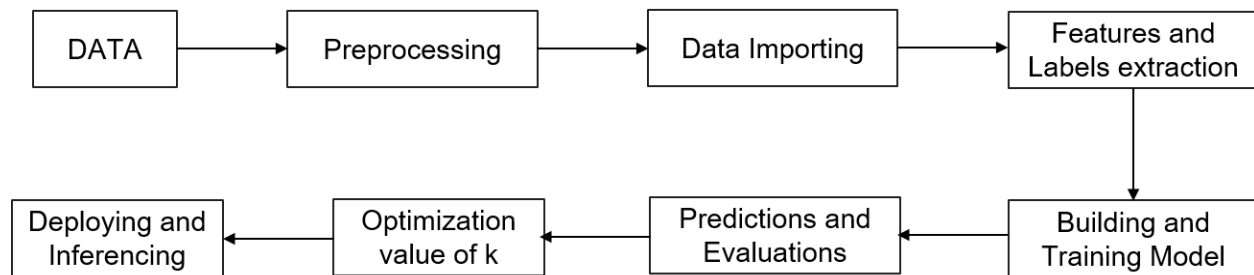 DATA
Preprocessing
Data Importing
Features and
Labels extraction
Building and
Training Model
Predictions and
Evaluations
Optimization
value of k
Deploying and
Inferencing